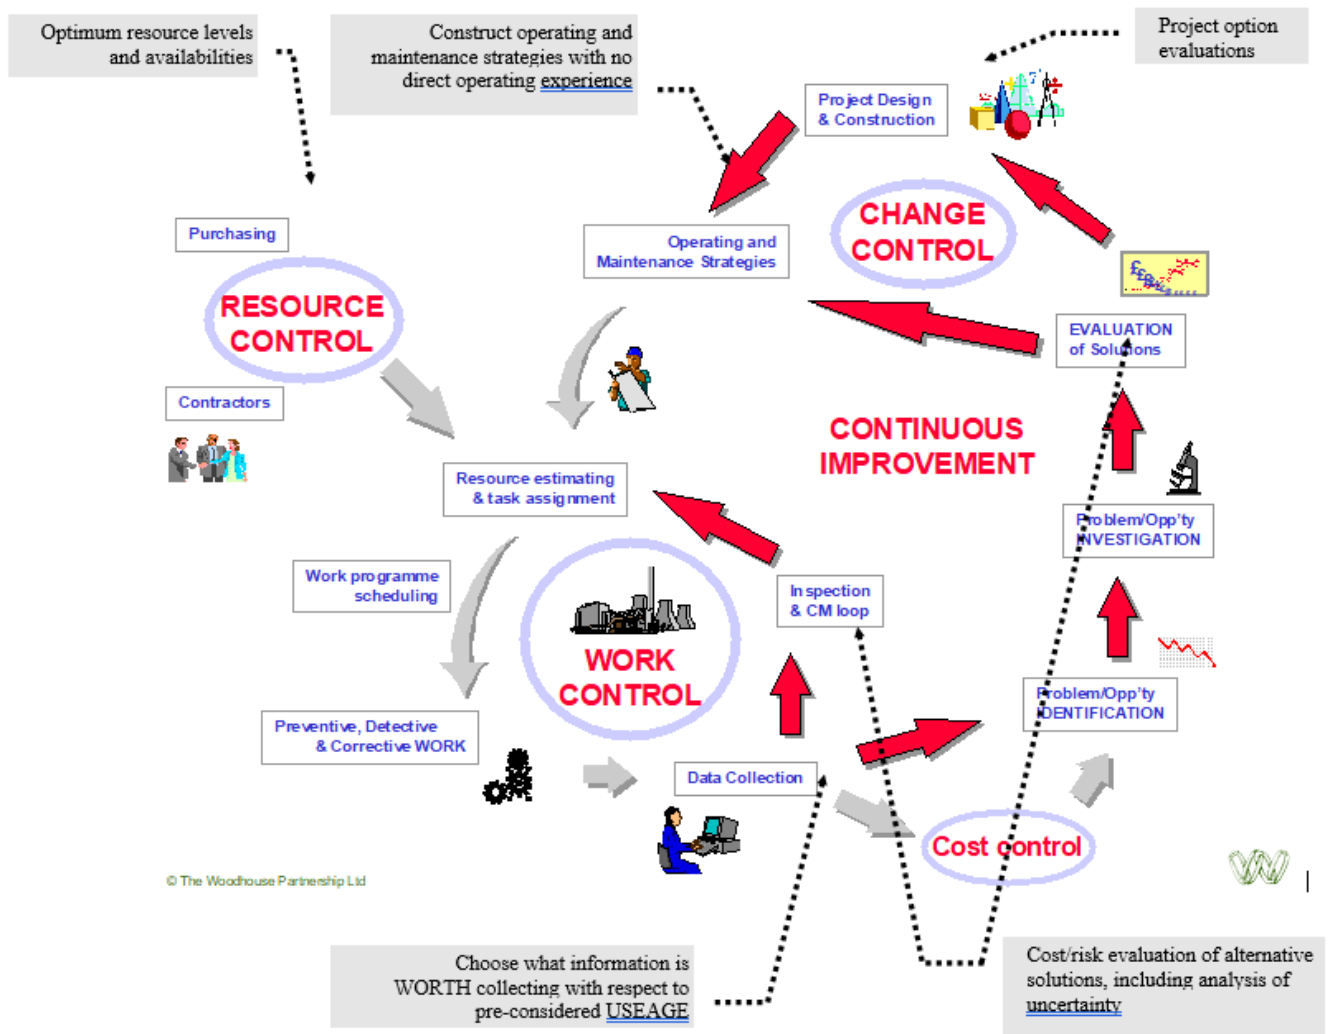 Optimum resource levels
and availabilities
Construct operating and
maintenance strategies with no
direct operating experience
Project option
evaluations
Project Design
& Construction
Purchasing
RESOURCE
CONTROL
Contractors
Operating and
Maintenance Strategies
CHANGE
CONTROL
EVALUATION
of Solutions
CONTINUOUS
IMPROVEMENT
Resource estimating
& task assignment
Problem/Opp'ty
INVESTIGATION
Work programme
scheduling
Inspection
& CM loop
WORK
CONTROL
Problem/Opp'ty
IDENTIFICATION
Preventive, Detective
& Corrective WORK
Data Collection
Cost control
© The Woodhouse Partnership Ltd
Choose what information is
WORTH collecting with respect to
pre-considered USEAGE
Cost/risk evaluation of alternative
solutions, including analysis of
uncertainty